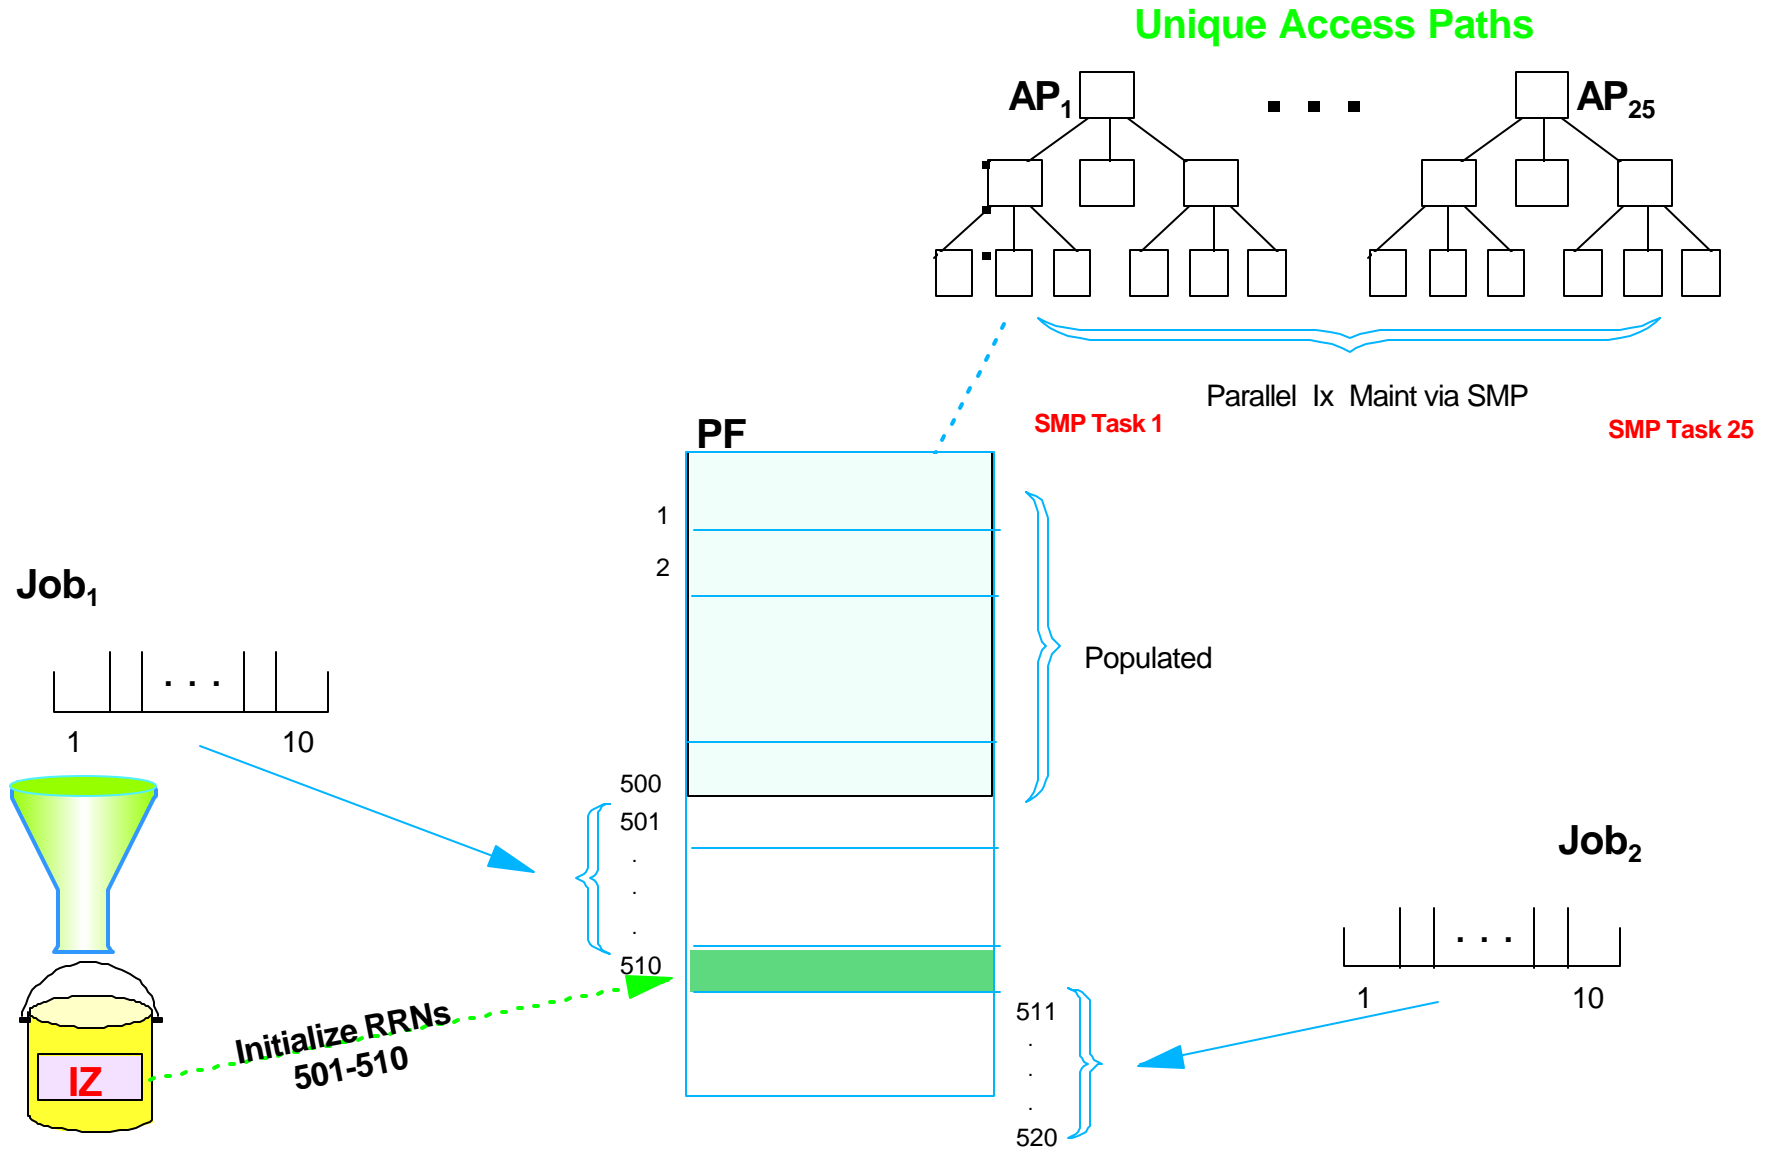 Unique Access Paths
AP1 . . . AP25
Parallel Ix Maint via SMP
SMP Task 1
SMP Task 25
PF
1
2
Populated
500
501
.
.
.
510
Job1
. . .
1 10
IZ
Initialize RRNs
501-510
Job2
. . .
1 10
511
.
.
.
520